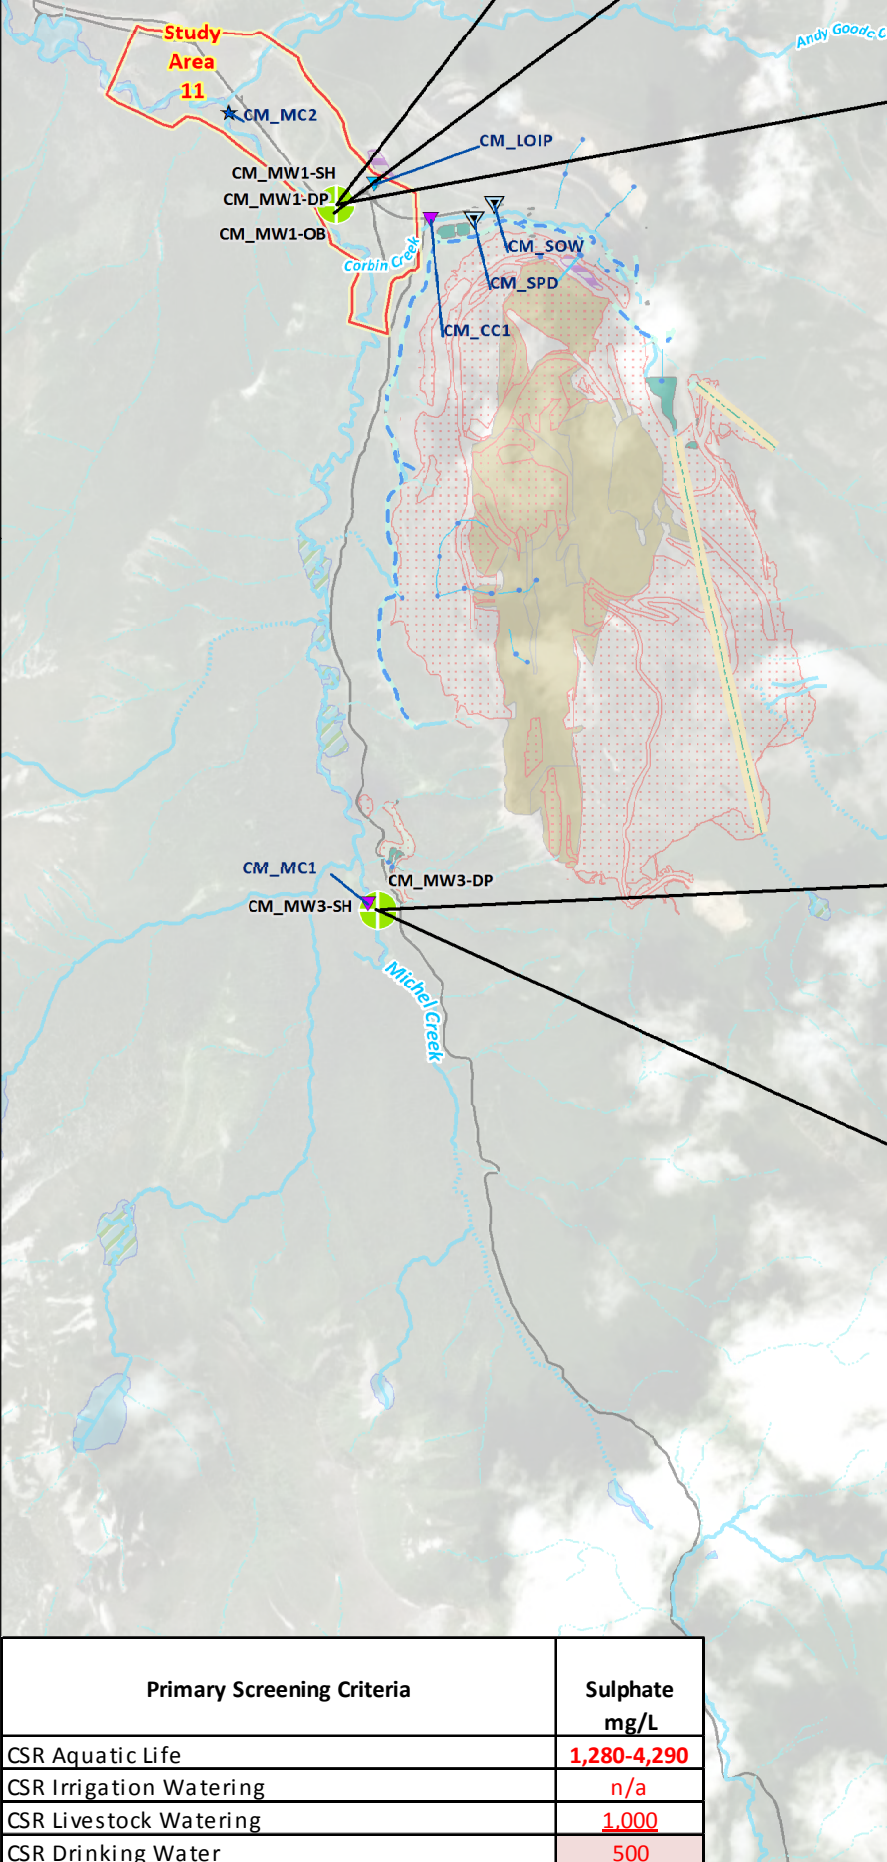 Study
Area
11
Andy Goode C
CM_MC2
CM_LOIP
CM_MW1-SH
CM_MW1-DP
CM_MW1-OB
CM_SOW
Corbin Creek
CM_SPD
CM_CC1
CM_MC1
CM_MW3-DP
CM_MW3-SH
Michel Creek
Primary Screening Criteria
Sulphate
mg/L
CSR Aquatic Life 1,280-4,290
CSR Irrigation Watering n/a
CSR Livestock Watering 1,000
CSR Drinking Water 500